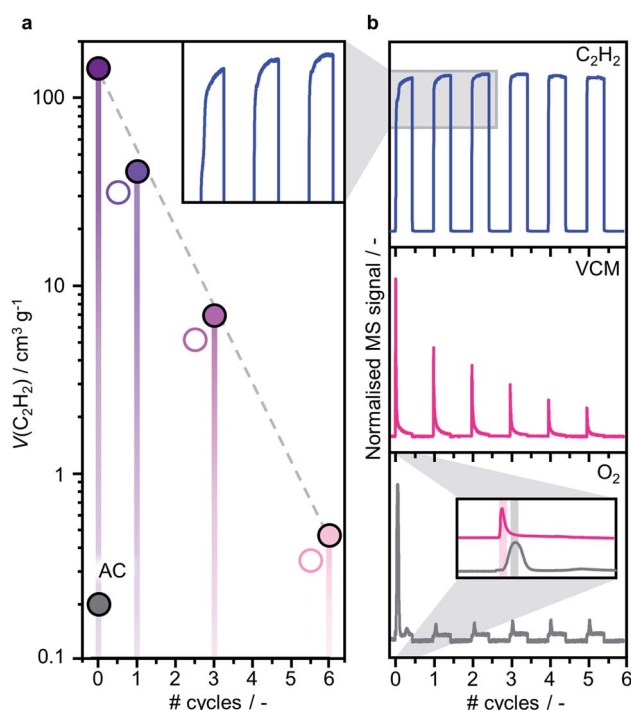 a
V(C₂H₂) / cm³ g⁻¹
100
10
1
0.1
AC
0 1 2 3 4 5 6
# cycles / -
b
Normalised MS signal / -
C₂H₂
VCM
O₂
0 1 2 3 4 5 6
# cycles / -